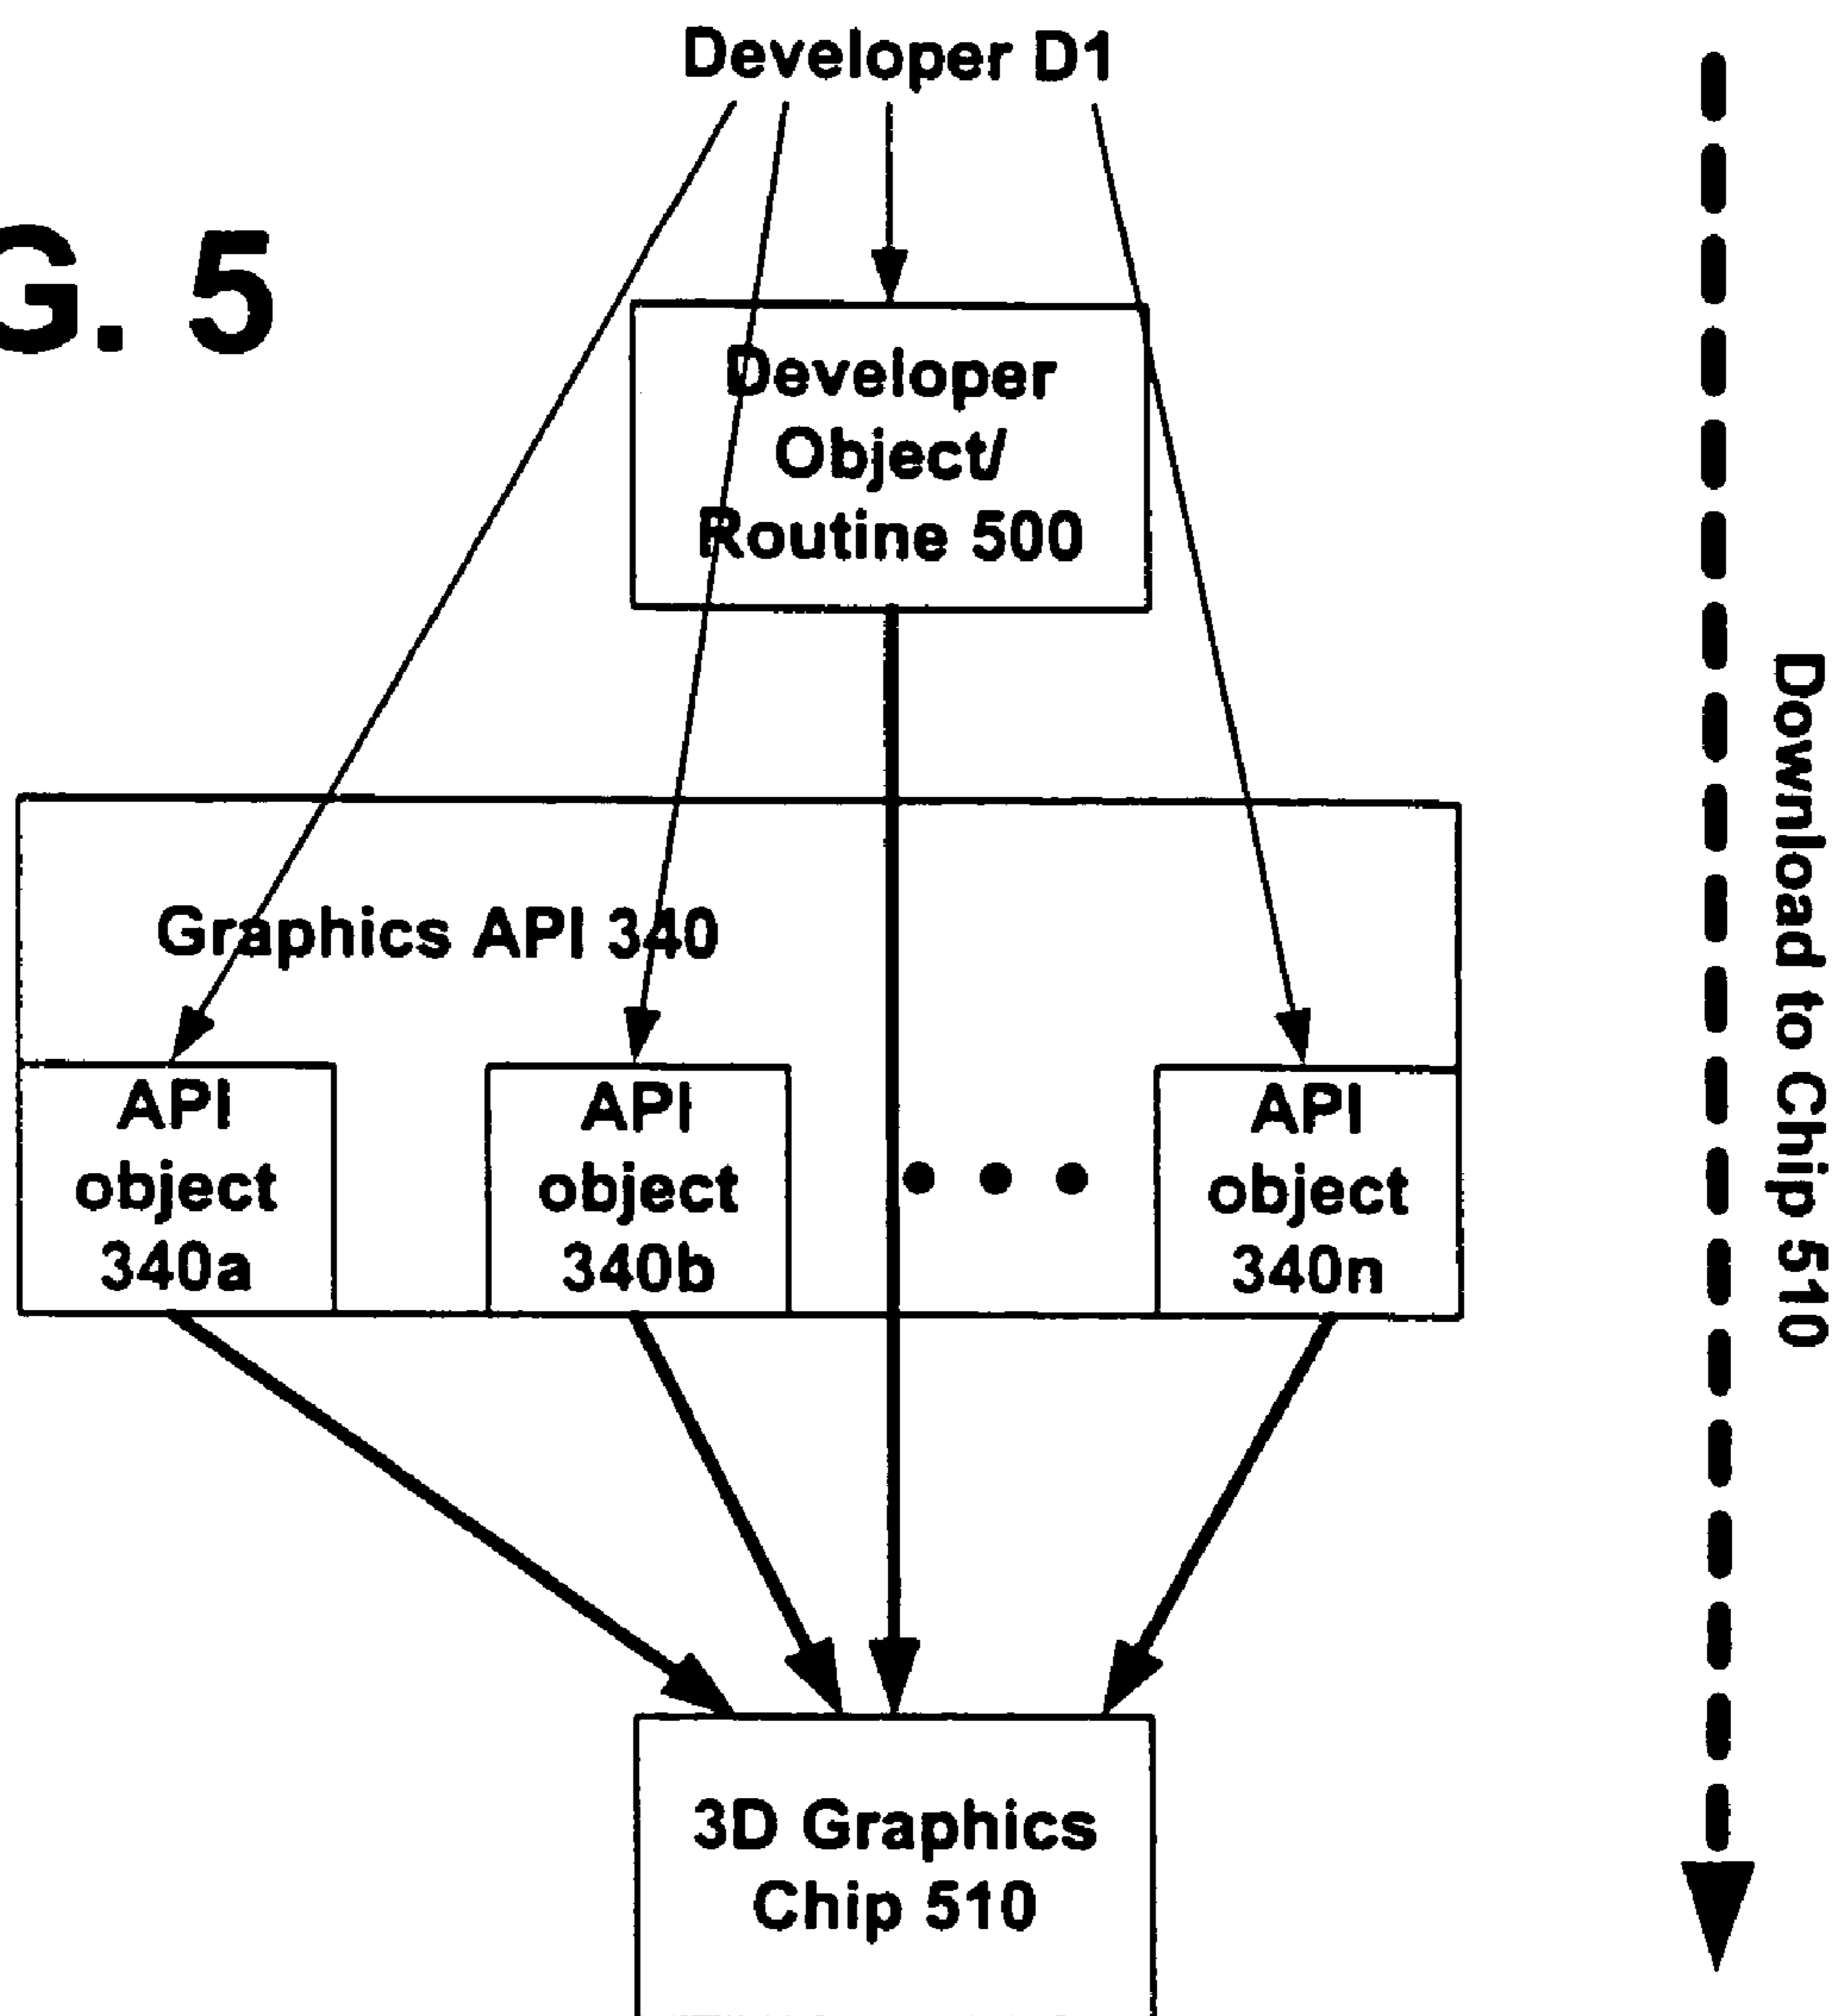 Developer D1
G. 5
Developer
Object/
Routine 500
Graphics API 340
API
object
340a
API
object
340b
API
object
340n
Download to Chip 510
3D Graphics
Chip 510